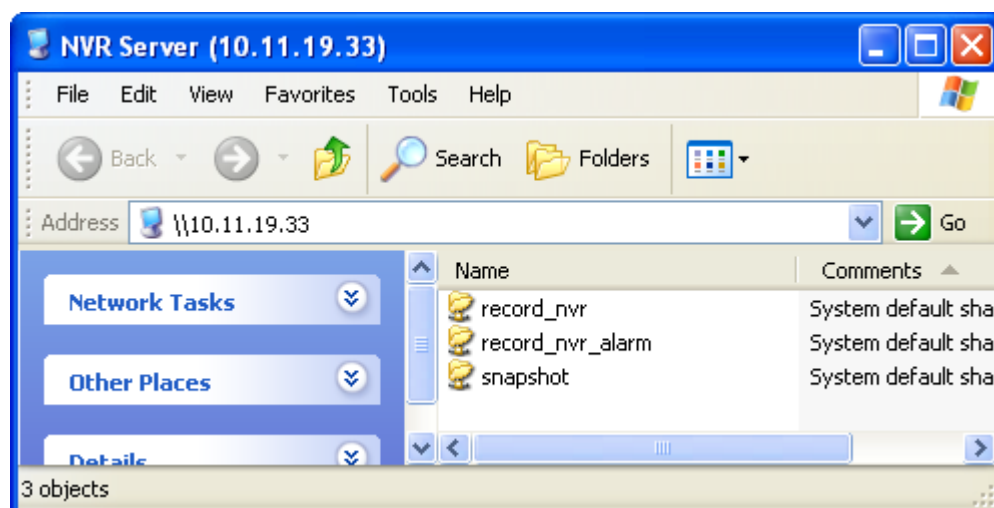 NVR Server (10.11.19.33)
File Edit View Favorites Tools Help
Back Search Folders
Address \\10.11.19.33 Go
Name Comments
Network Tasks
record_nvr System default sha
record_nvr_alarm System default sha
snapshot System default sha
Other Places
Details
3 objects